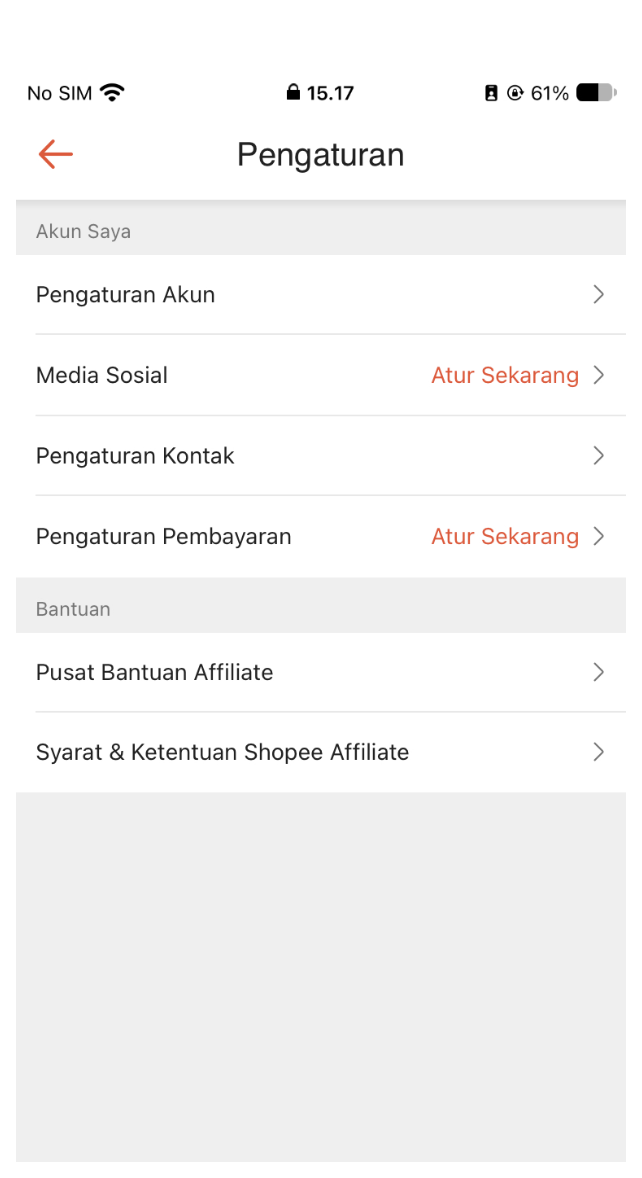 No SIM 15.17 61%
Pengaturan
Akun Saya
Pengaturan Akun
Media Sosial Atur Sekarang
Pengaturan Kontak
Pengaturan Pembayaran Atur Sekarang
Bantuan
Pusat Bantuan Affiliate
Syarat & Ketentuan Shopee Affiliate